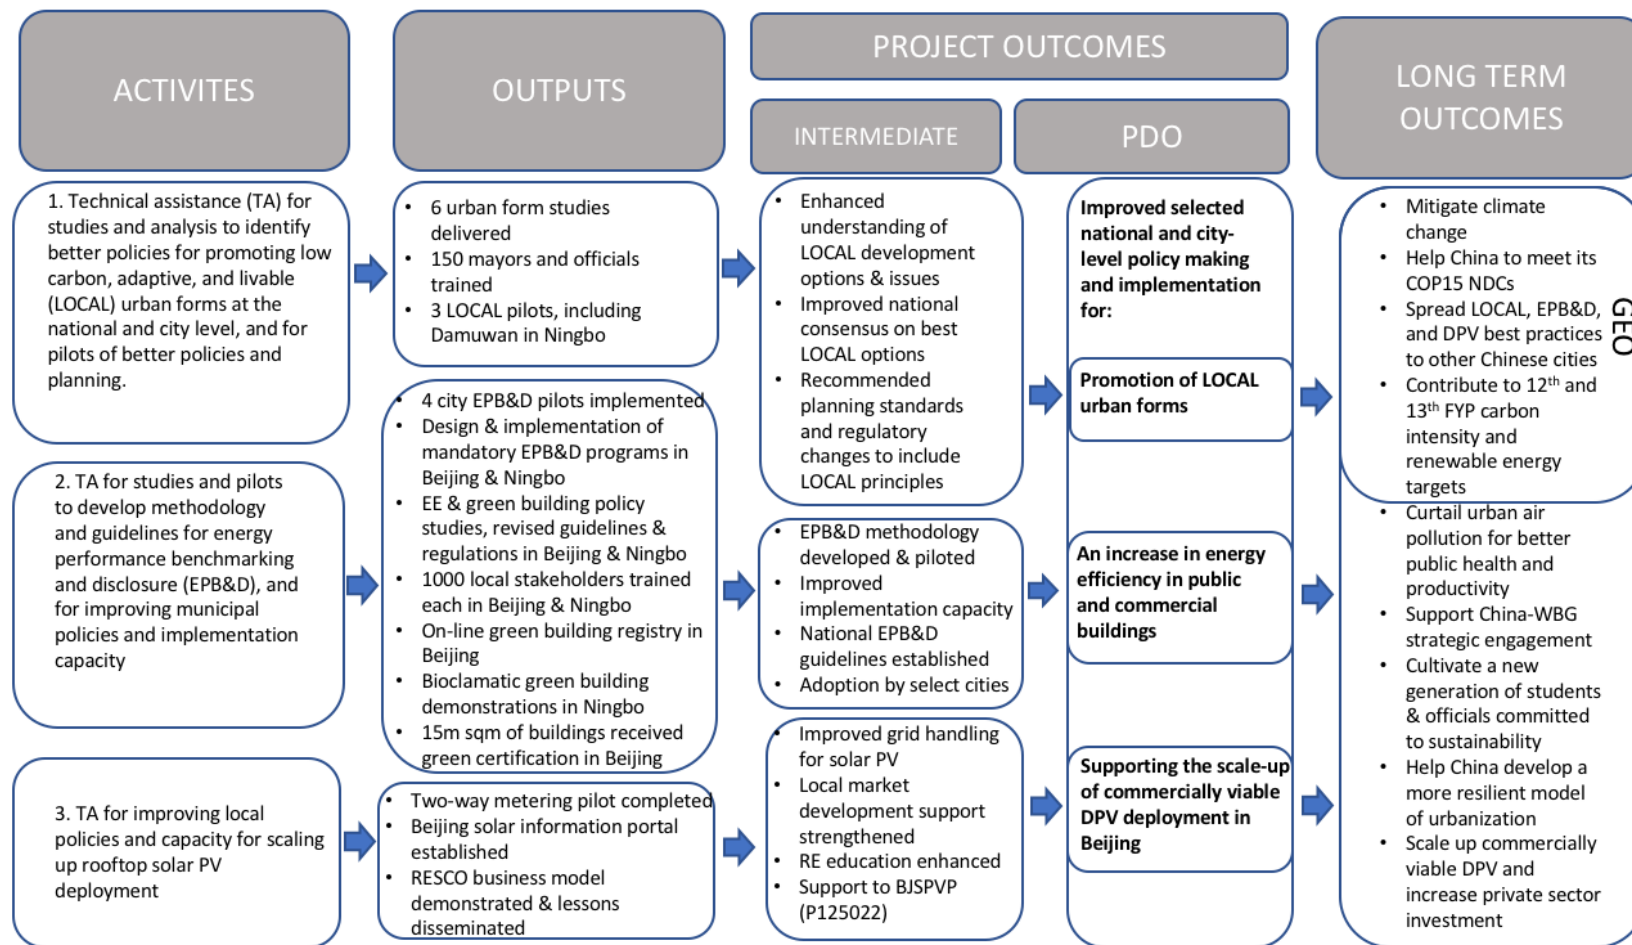 ACTIVITES
OUTPUTS
PROJECT OUTCOMES
INTERMEDIATE
PDO
LONG TERM
OUTCOMES
1. Technical assistance (TA) for
studies and analysis to identify
better policies for promoting low
carbon, adaptive, and livable
(LOCAL) urban forms at the
national and city level, and for
pilots of better policies and
planning.
• 6 urban form studies
delivered
• 150 mayors and officials
trained
• 3 LOCAL pilots, including
Damuwan in Ningbo
• Enhanced
understanding of
LOCAL development
options & issues
• Improved national
consensus on best
LOCAL options
• Recommended
planning standards
and regulatory
changes to include
LOCAL principles
Improved selected
national and city-
level policy making
and implementation
for:
Promotion of LOCAL
urban forms
2. TA for studies and pilots
to develop methodology
and guidelines for energy
performance benchmarking
and disclosure (EPB&D), and
for improving municipal
policies and implementation
capacity
• 4 city EPB&D pilots implemented
• Design & implementation of
mandatory EPB&D programs in
Beijing & Ningbo
• EE & green building policy
studies, revised guidelines &
regulations in Beijing & Ningbo
• 1000 local stakeholders trained
each in Beijing & Ningbo
• On-line green building registry in
Beijing
• Bioclamatic green building
demonstrations in Ningbo
• 15m sqm of buildings received
green certification in Beijing
• EPB&D methodology
developed & piloted
• Improved
implementation capacity
• National EPB&D
guidelines established
• Adoption by select cities
An increase in energy
efficiency in public
and commercial
buildings
3. TA for improving local
policies and capacity for scaling
up rooftop solar PV
deployment
• Two-way metering pilot completed
• Beijing solar information portal
established
• RESCO business model
demonstrated & lessons
disseminated
• Improved grid handling
for solar PV
• Local market
development support
strengthened
• RE education enhanced
• Support to BJSPVP
(P125022)
Supporting the scale-up
of commercially viable
DPV deployment in
Beijing
• Mitigate climate
change
• Help China to meet its
COP15 NDCs
• Spread LOCAL, EPB&D,
and DPV best practices
to other Chinese cities
• Contribute to 12th and
13th FYP carbon
intensity and
renewable energy
targets
• Curtail urban air
pollution for better
public health and
productivity
• Support China-WBG
strategic engagement
• Cultivate a new
generation of students
& officials committed
to sustainability
• Help China develop a
more resilient model
of urbanization
• Scale up commercially
viable DPV and
increase private sector
investment
GEO